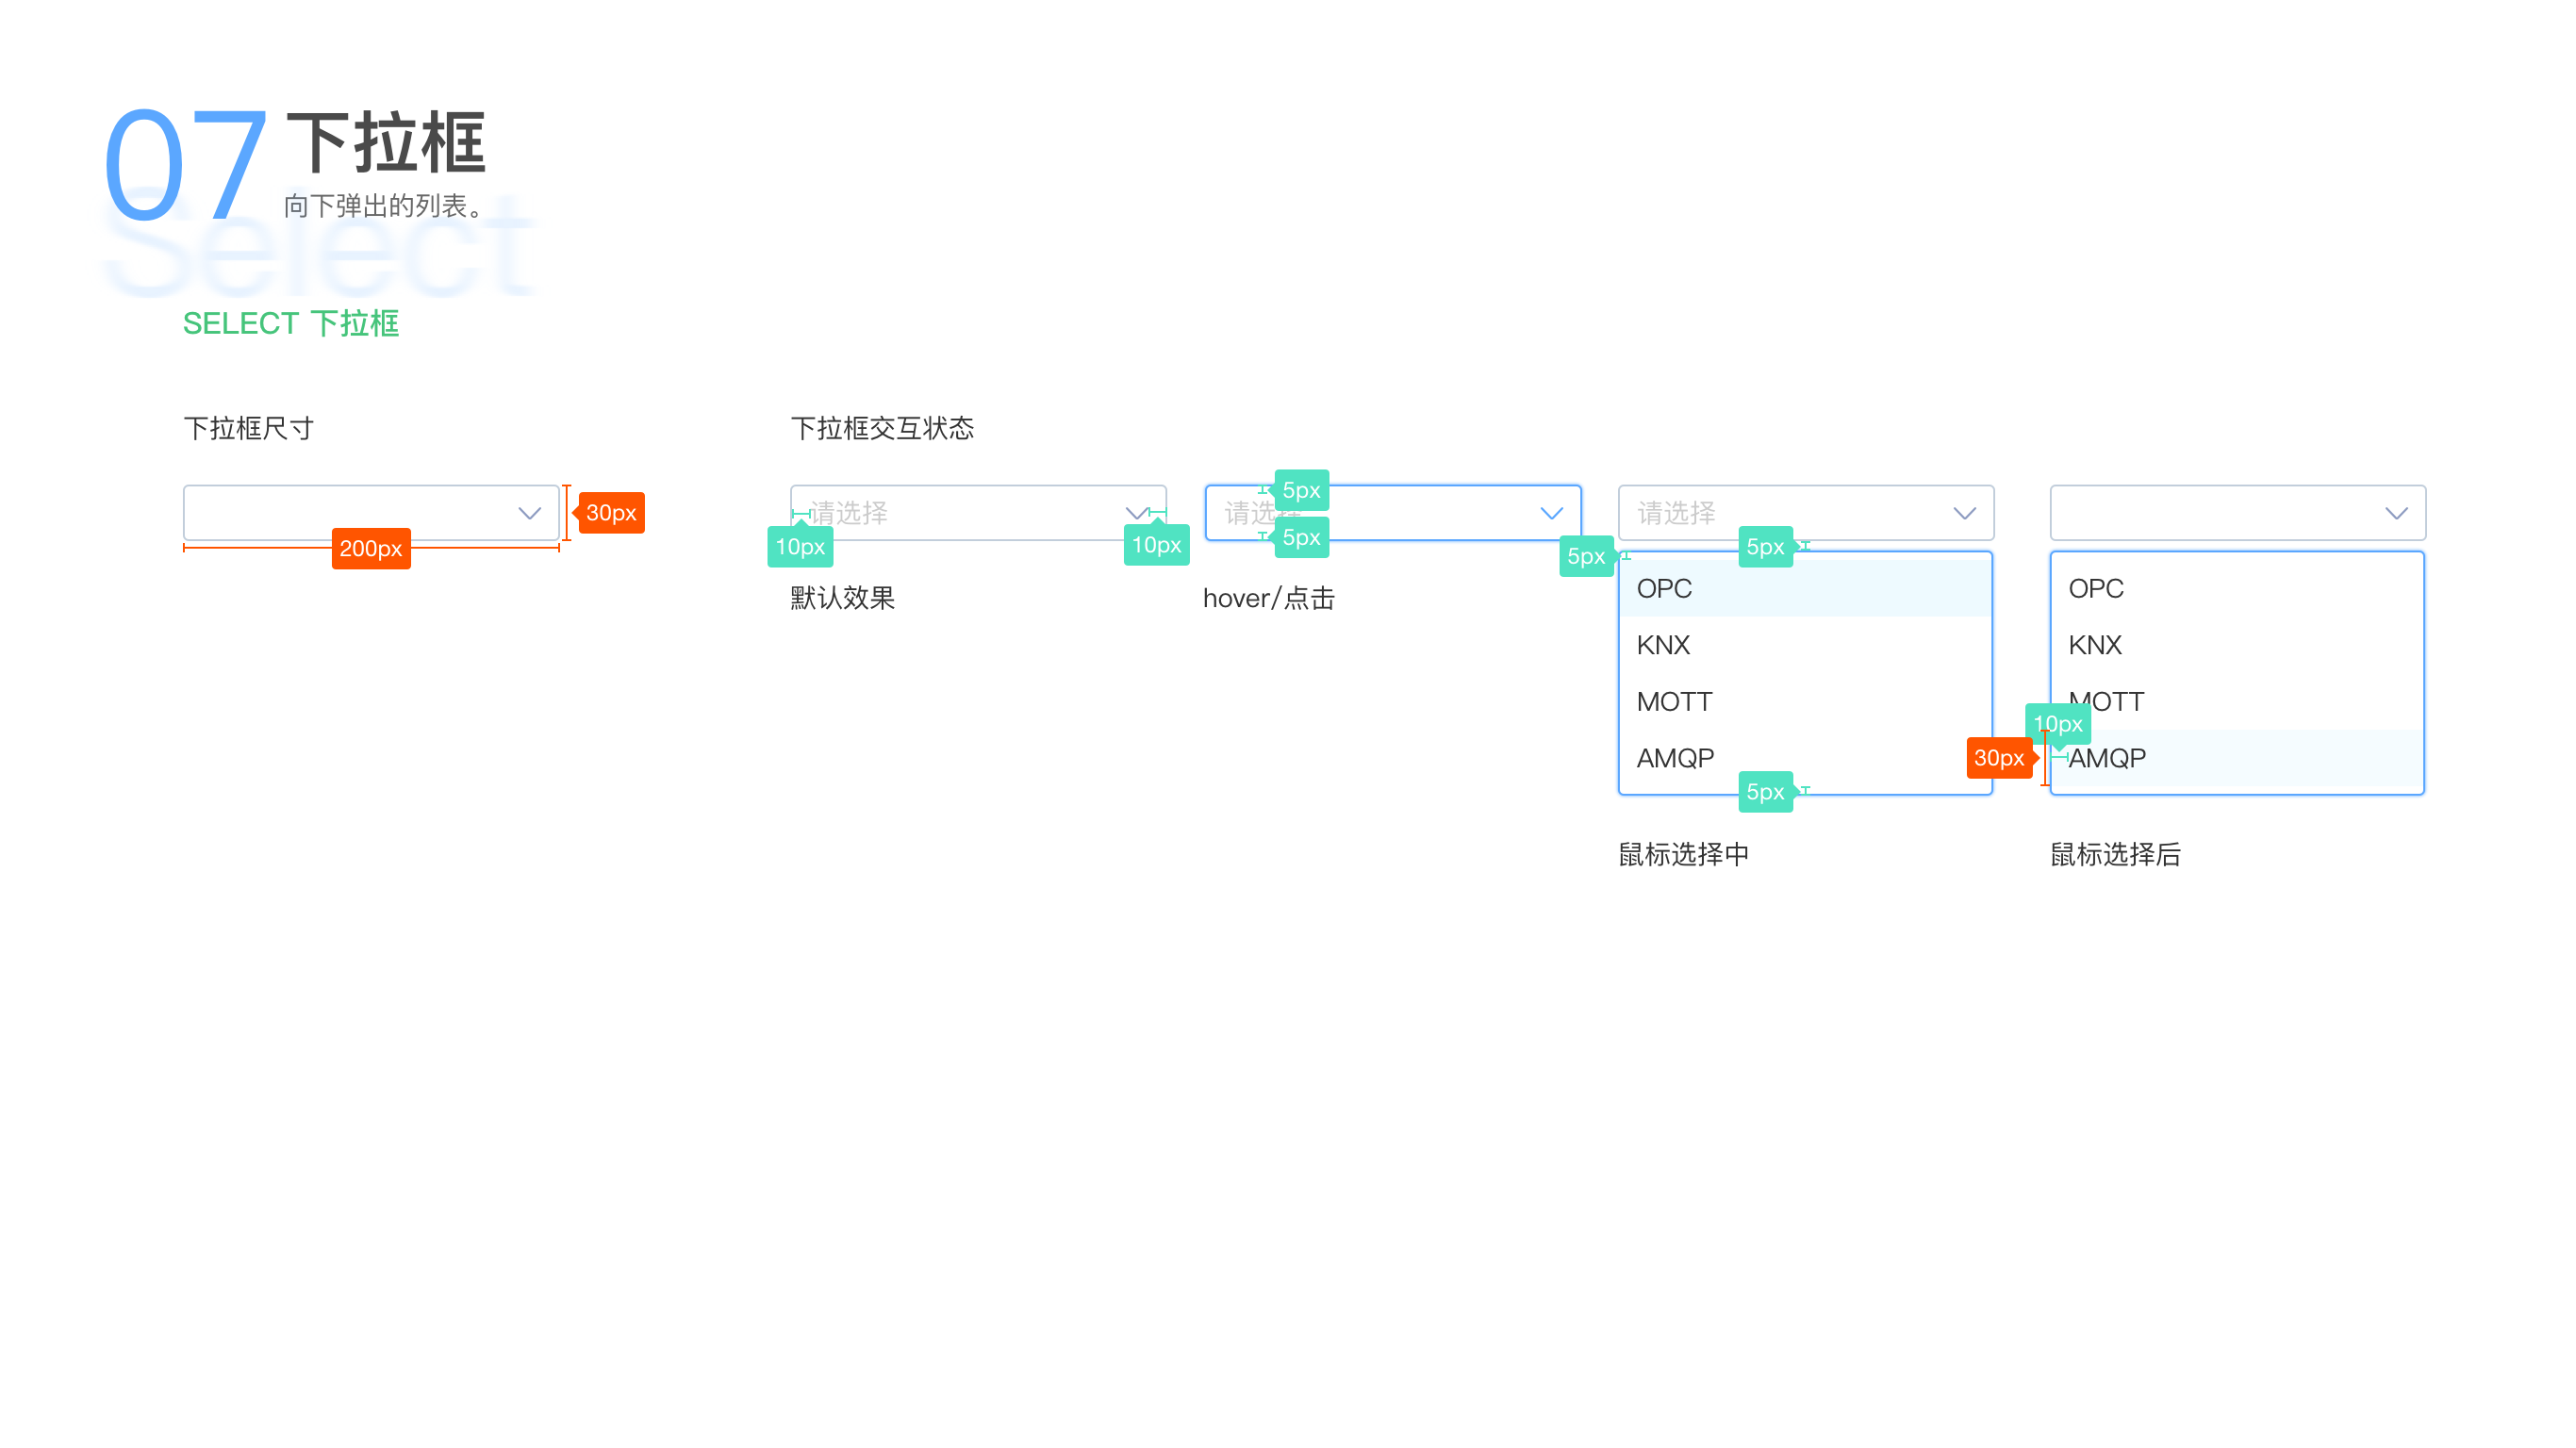 07
下拉框
向下弹出的列表。
Select
SELECT 下拉框
下拉框尺寸
30px
200px
下拉框交互状态
请选择
10px
10px
默认效果
请选择
5px
5px
hover/点击
请选择
5px
5px
OPC
KNX
MOTT
AMQP
5px
鼠标选择中
OPC
KNX
MOTT
10px
30px
AMQP
鼠标选择后